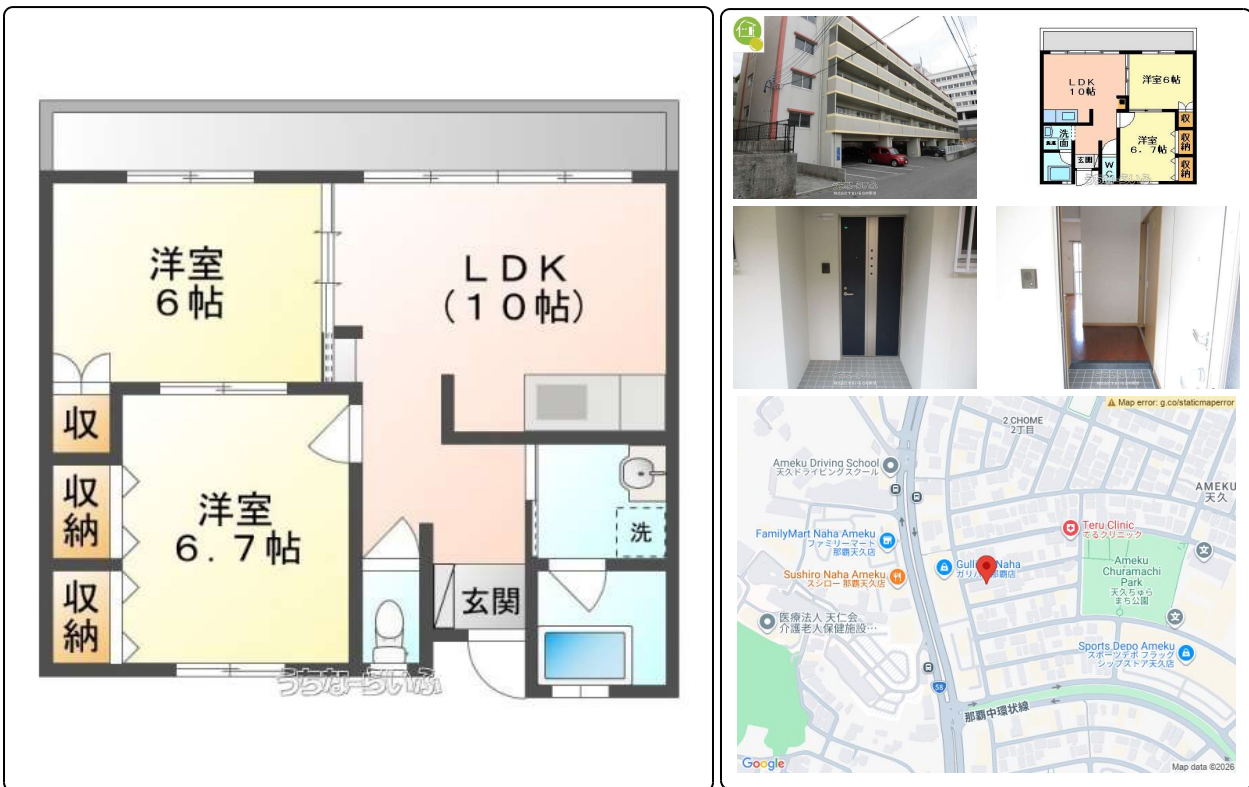 洋室
6帖
LDK
(10帖)
収
収
納
洋室
6.7帖
収
納
洗
玄関
うちなーらいふ
LDK
10帖
洋室6帖
収
洗
面
洋室
6.7帖
収
納
玄関
WC
収
納
うちなーらいふ
Map error: g.co/staticmaperror
2 CHOME
2丁目
Ameku Driving School
天久ドライビングスクール
AMEKU
天久
FamilyMart Naha Ameku
ファミリーマート
那覇天久店
Teru Clinic
てるクリニック
Sushiro Naha Ameku
スシロー 那覇天久店
Ameku
Churamachi
Park
天久ちゅら
まち公園
医療法人 天仁会
介護老人保健施設…
Sports Depo Ameku
スポーツデポ フラッグ
シップストア天久店
58
那覇中環状線
Google
Map data ©2026